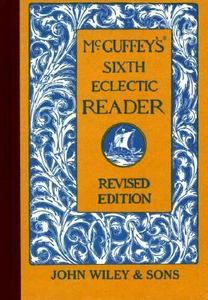 McGUFFEY'S®
SIXTH
ECLECTIC
READER
REVISED
EDITION
JOHN WILEY & SONS